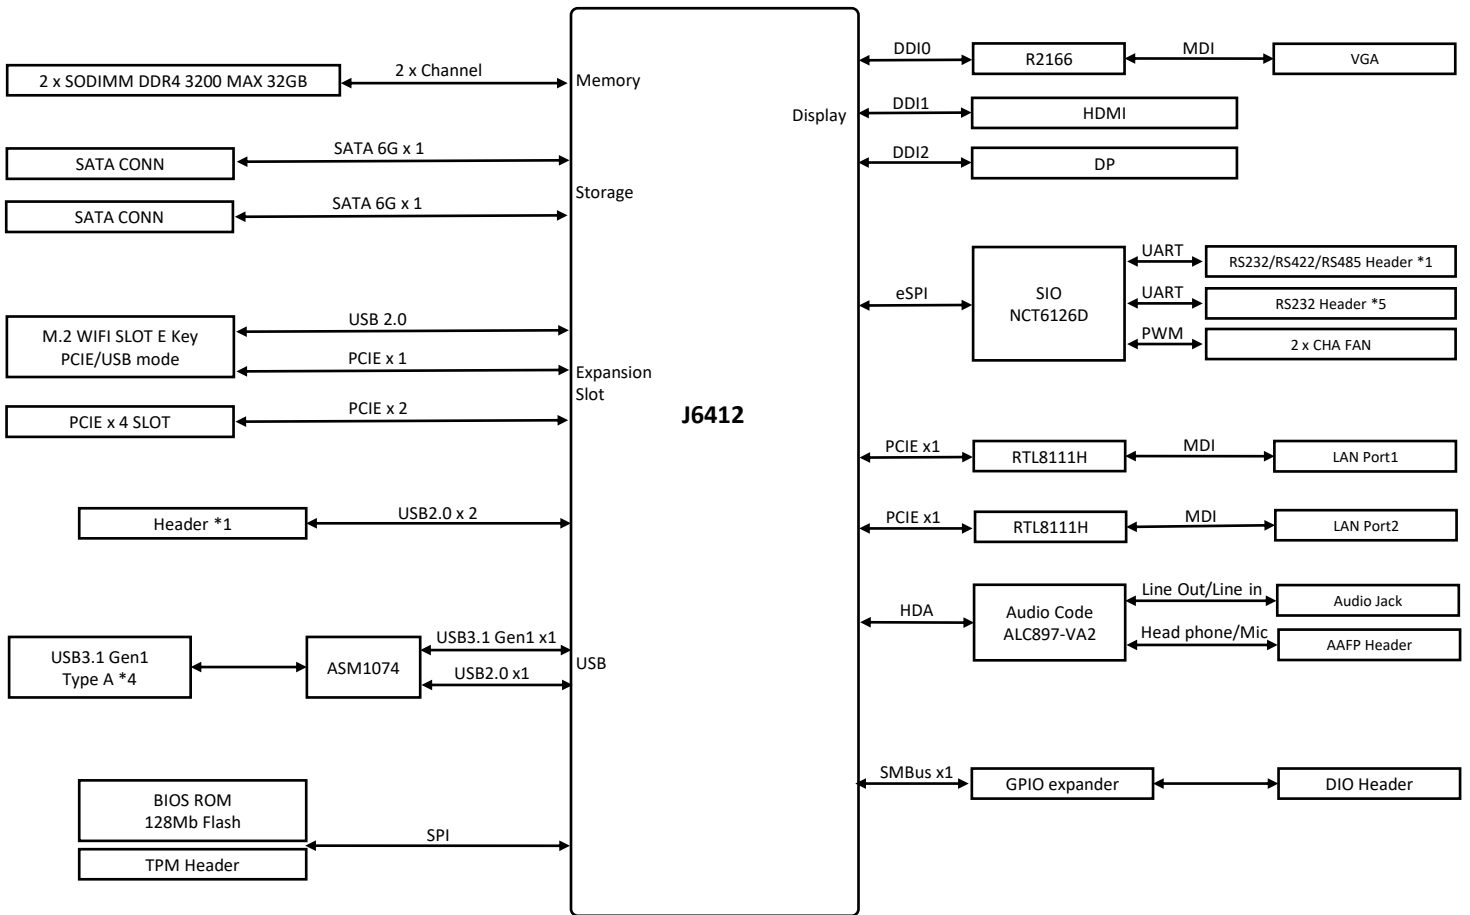 2 x SODIMM DDR4 3200 MAX 32GB
2 x Channel
Memory
SATA CONN
SATA 6G x 1
Storage
SATA CONN
SATA 6G x 1
M.2 WIFI SLOT E Key
PCIE/USB mode
USB 2.0
PCIE x 1
Expansion
Slot
PCIE x 4 SLOT
PCIE x 2
Header *1
USB2.0 x 2
USB3.1 Gen1
Type A *4
ASM1074
USB3.1 Gen1 x1
USB2.0 x1
USB
BIOS ROM
128Mb Flash
TPM Header
SPI
J6412
Display
DDI0
R2166
MDI
VGA
DDI1
HDMI
DDI2
DP
eSPI
SIO
NCT6126D
UART
RS232/RS422/RS485 Header *1
UART
RS232 Header *5
PWM
2 x CHA FAN
PCIE x1
RTL8111H
MDI
LAN Port1
PCIE x1
RTL8111H
MDI
LAN Port2
HDA
Audio Code
ALC897-VA2
Line Out/Line in
Audio Jack
Head phone/Mic
AAFP Header
SMBus x1
GPIO expander
DIO Header